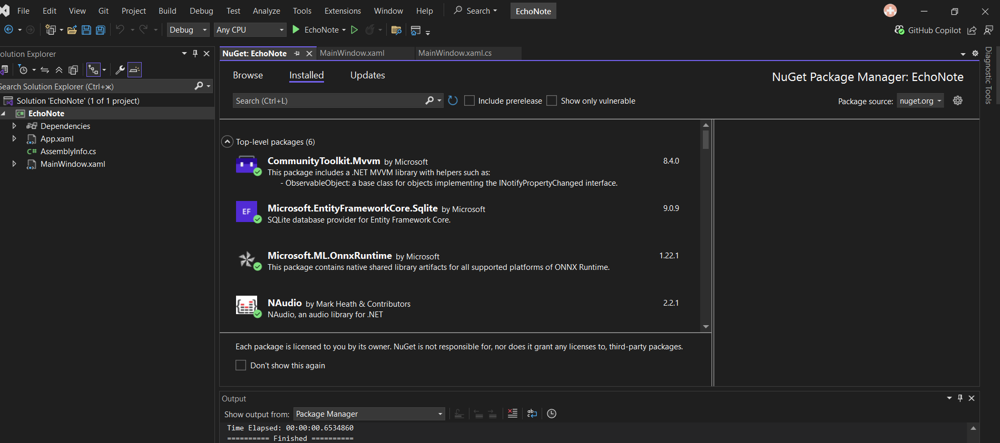 File Edit View Git Project Build Debug Test Analyze Tools Extensions Window Help Search EchoNote
Debug Any CPU EchoNote GitHub Copilot
olution Explorer
Search Solution Explorer (Ctrl+ж)
Solution 'EchoNote' (1 of 1 project)
C# EchoNote
Dependencies
App.xaml
C# AssemblyInfo.cs
MainWindow.xaml
NuGet: EchoNote MainWindow.xaml MainWindow.xaml.cs
Browse Installed Updates
NuGet Package Manager: EchoNote
Search (Ctrl+L) Include prerelease Show only vulnerable
Package source: nuget.org
Top-level packages (6)
CommunityToolkit.Mvvm by Microsoft 8.4.0
This package includes a .NET MVVM library with helpers such as:
- ObservableObject: a base class for objects implementing the INotifyPropertyChanged interface.
EF Microsoft.EntityFrameworkCore.Sqlite by Microsoft 9.0.9
SQLite database provider for Entity Framework Core.
Microsoft.ML.OnnxRuntime by Microsoft 1.22.1
This package contains native shared library artifacts for all supported platforms of ONNX Runtime.
NAudio by Mark Heath & Contributors 2.2.1
NAudio, an audio library for .NET
Each package is licensed to you by its owner. NuGet is not responsible for, nor does it grant any licenses to, third-party packages.
Don't show this again
Output
Show output from: Package Manager
Time Elapsed: 00:00:00.6534860
========== Finished ==========
Diagnostic Tools